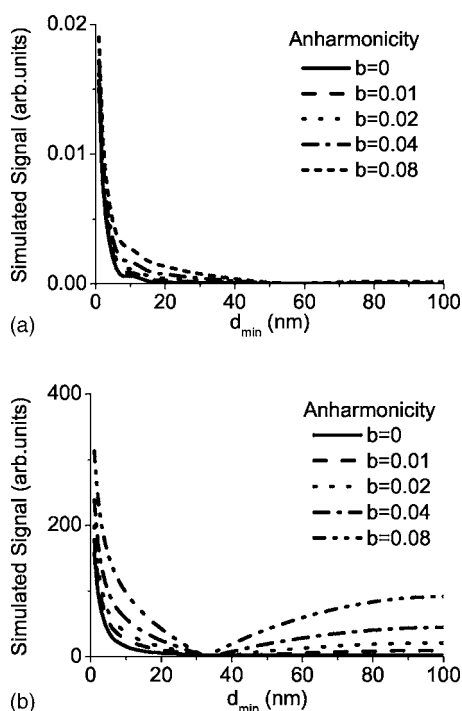 0.02
0.01
0.00
Simulated Signal (arb.units)
Anharmonicity
b=0
b=0.01
b=0.02
b=0.04
b=0.08
0 20 40 60 80 100
d_min (nm)
(a)
400
200
0
Simulated Signal (arb.units)
Anharmonicity
b=0
b=0.01
b=0.02
b=0.04
b=0.08
0 20 40 60 80 100
d_min (nm)
(b)